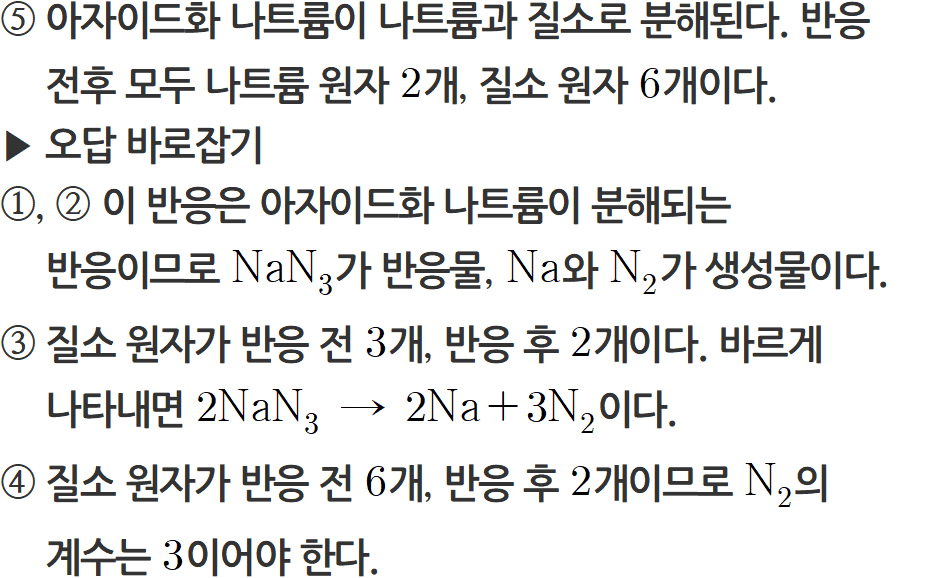 ⑤ 아자이드화 나트륨이 나트륨과 질소로 분해된다. 반응
전후 모두 나트륨 원자 2개, 질소 원자 6개이다.
▶ 오답 바로잡기
①, ② 이 반응은 아자이드화 나트륨이 분해되는
반응이므로 NaN₃가 반응물, Na와 N₂가 생성물이다.
③ 질소 원자가 반응 전 3개, 반응 후 2개이다. 바르게
나타내면 2NaN₃ → 2Na+3N₂이다.
④ 질소 원자가 반응 전 6개, 반응 후 2개이므로 N₂의
계수는 3이어야 한다.